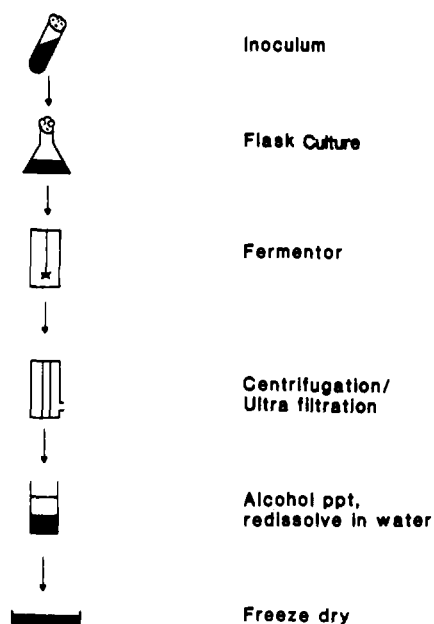 Inoculum
Flask Culture
Fermentor
Centrifugation/
Ultra filtration
Alcohol ppt,
redissolve in water
Freeze dry